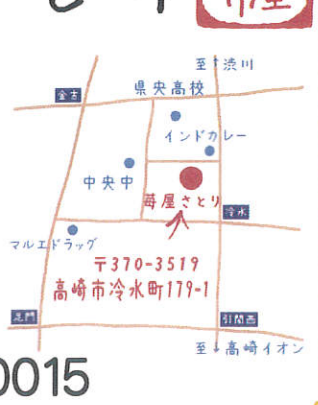 至↑渋川
県央高校
金古
インドカレー
中央中
苺屋さとり
冷水
マルエドラッグ
〒370-3519
高崎市冷水町179-1
足門
引間西
至↓高崎イオン
0015